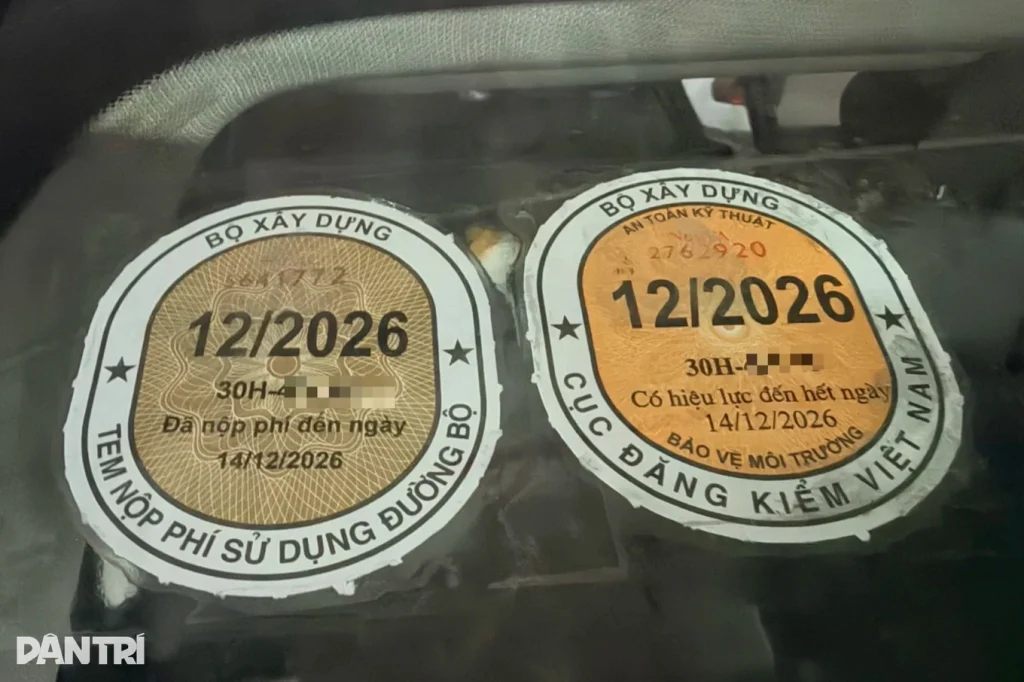 BỘ XÂY DỰNG
12/2026
30H-4
Đã nộp phí đến ngày
14/12/2026
TEM NỘP PHÍ SỬ DỤNG ĐƯỜNG BỘ
BỘ XÂY DỰNG
AN TOÀN KỸ THUẬT
2762920
12/2026
30H-
Có hiệu lực đến hết ngày
14/12/2026
BẢO VỆ MÔI TRƯỜNG
CỤC ĐĂNG KIỂM VIỆT NAM
DÂN TRÍ